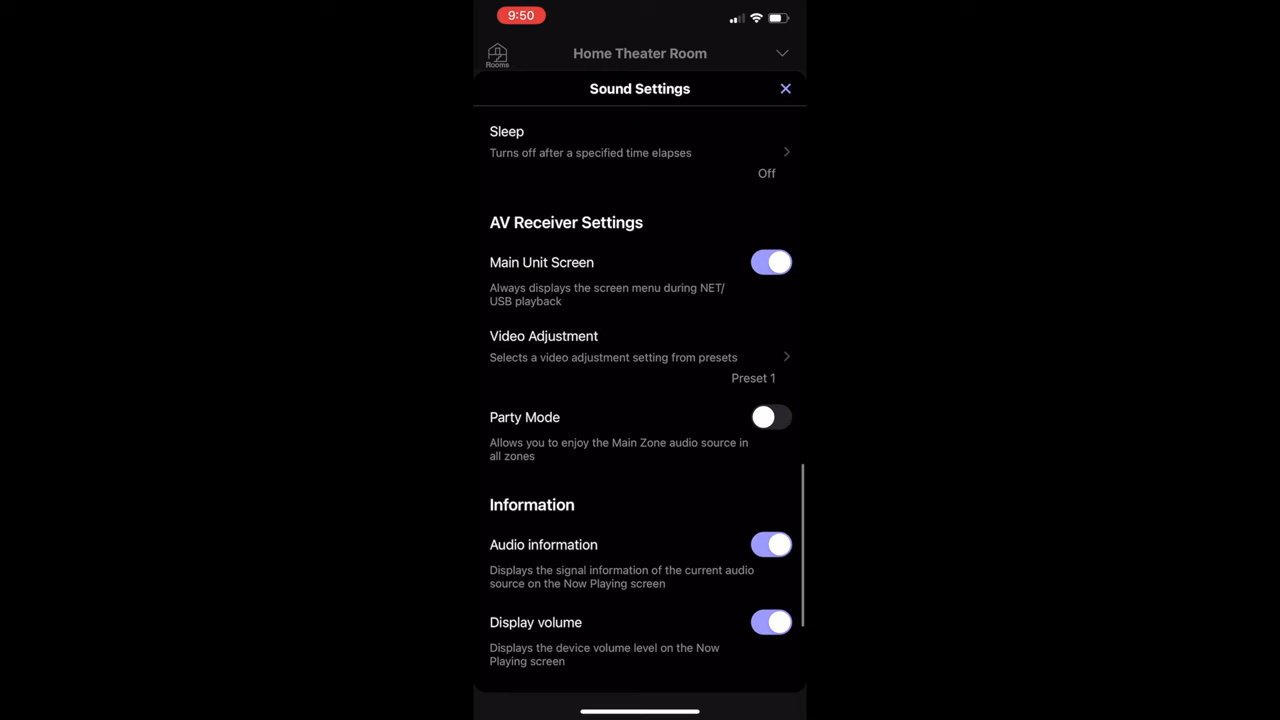 9:50
Rooms
Home Theater Room
Sound Settings
Sleep
Turns off after a specified time elapses
Off
AV Receiver Settings
Main Unit Screen
Always displays the screen menu during NET/
USB playback
Video Adjustment
Selects a video adjustment setting from presets
Preset 1
Party Mode
Allows you to enjoy the Main Zone audio source in
all zones
Information
Audio information
Displays the signal information of the current audio
source on the Now Playing screen
Display volume
Displays the device volume level on the Now
Playing screen